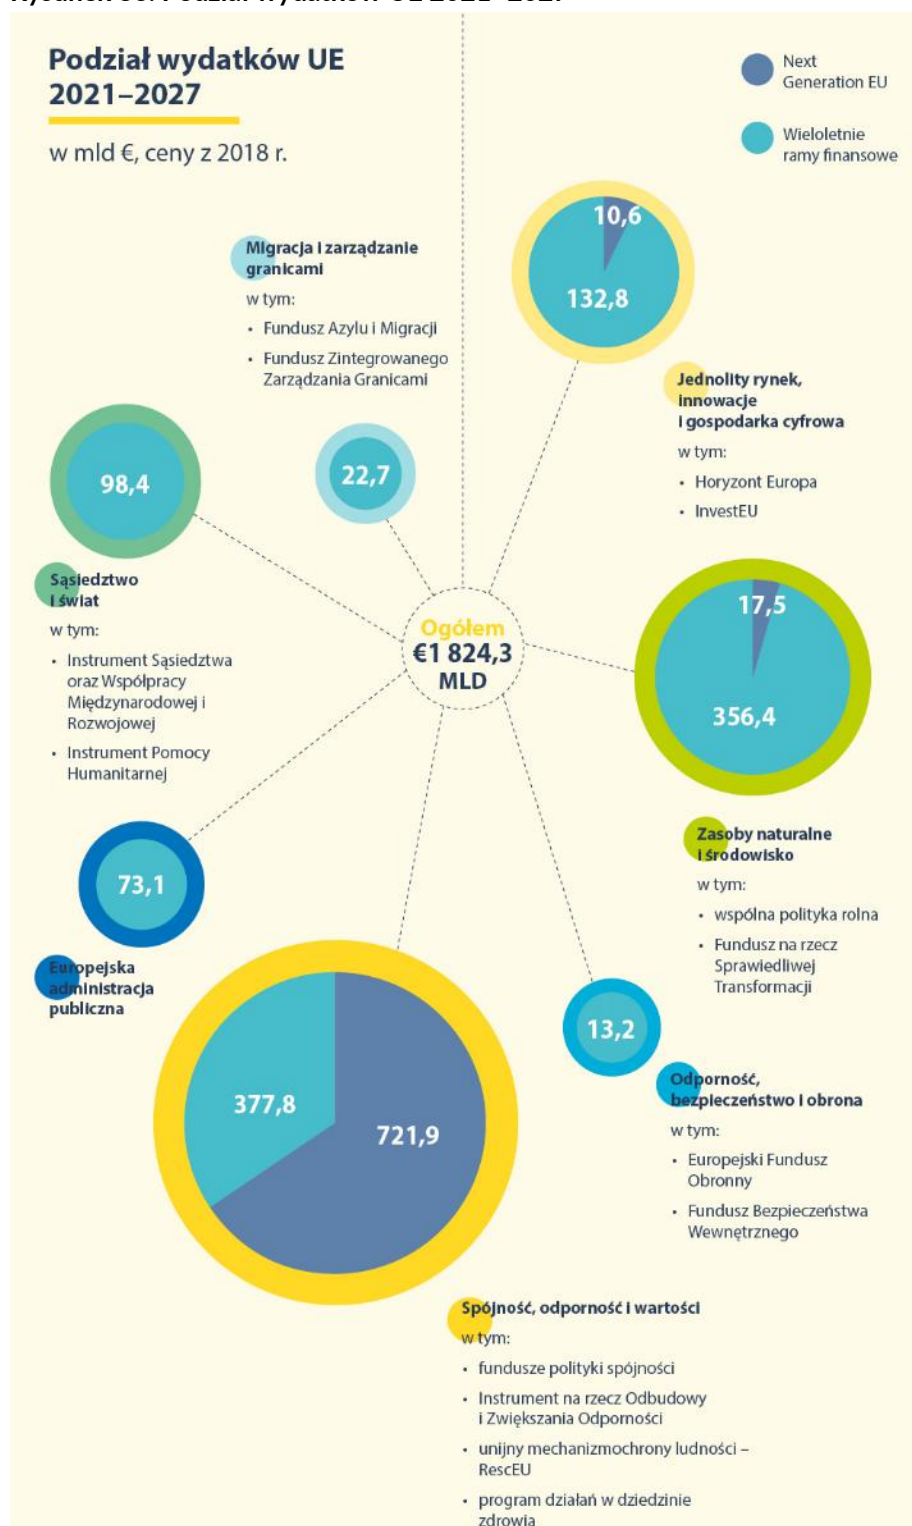 Podział wydatków UE
2021–2027
w mld €, ceny z 2018 r.
Next
Generation EU
Wieloletnie
ramy finansowe
10,6
132,8
Migracja i zarządzanie
granicami
w tym:
• Fundusz Azylu i Migracji
• Fundusz Zintegrowanego
Zarządzania Granicami
Jednolity rynek,
innowacje
i gospodarka cyfrowa
w tym:
• Horyzont Europa
• InvestEU
98,4
22,7
Sąsiedztwo
i świat
w tym:
• Instrument Sąsiedztwa
oraz Współpracy
Międzynarodowej i
Rozwojowej
• Instrument Pomocy
Humanitarnej
Ogółem
€1 824,3
MLD
17,5
356,4
Zasoby naturalne
i środowisko
w tym:
• wspólna polityka rolna
• Fundusz na rzecz
Sprawiedliwej
Transformacji
73,1
Europejska
administracja
publiczna
13,2
Odporność,
bezpieczeństwo i obrona
w tym:
• Europejski Fundusz
Obronny
• Fundusz Bezpieczeństwa
Wewnętrznego
377,8
721,9
Spójność, odporność i wartości
w tym:
• fundusze polityki spójności
• Instrument na rzecz Odbudowy
i Zwiększania Odporności
• unijny mechanizmochrony ludności –
RescEU
• program działań w dziedzinie
zdrowia